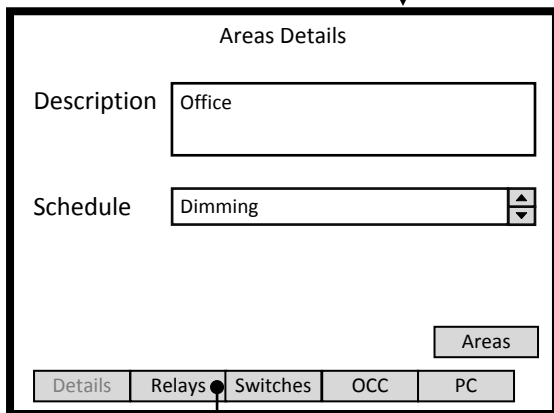 Areas Details
Description Office
Schedule Dimming
Areas
Details Relays Switches OCC PC